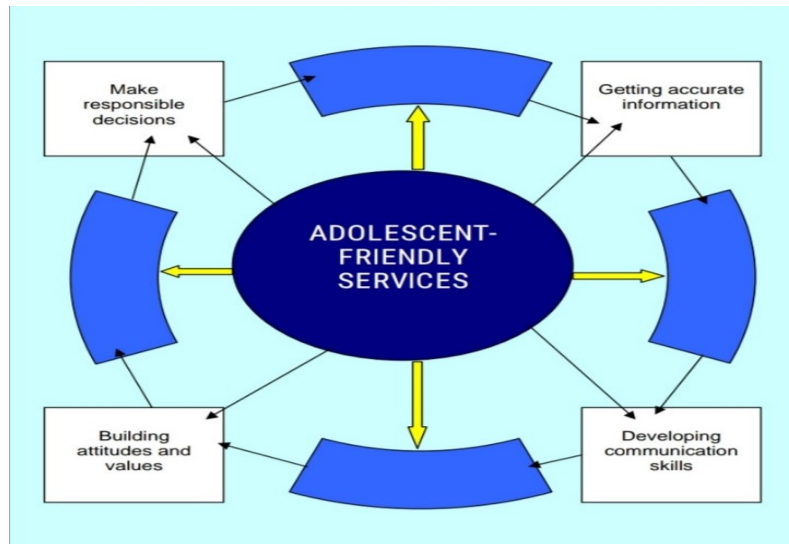 Make
responsible
decisions
Getting accurate
information
ADOLESCENT-
FRIENDLY
SERVICES
Building
attitudes and
values
Developing
communication
skills